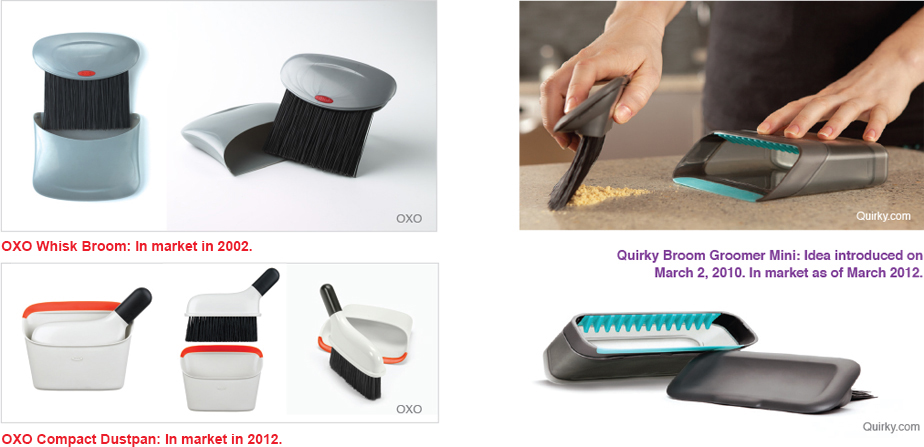 OXO
OXO Whisk Broom: In market in 2002.
OXO
OXO Compact Dustpan: In market in 2012.
Quirky.com
Quirky Broom Groomer Mini: Idea introduced on
March 2, 2010. In market as of March 2012.
Quirky.com